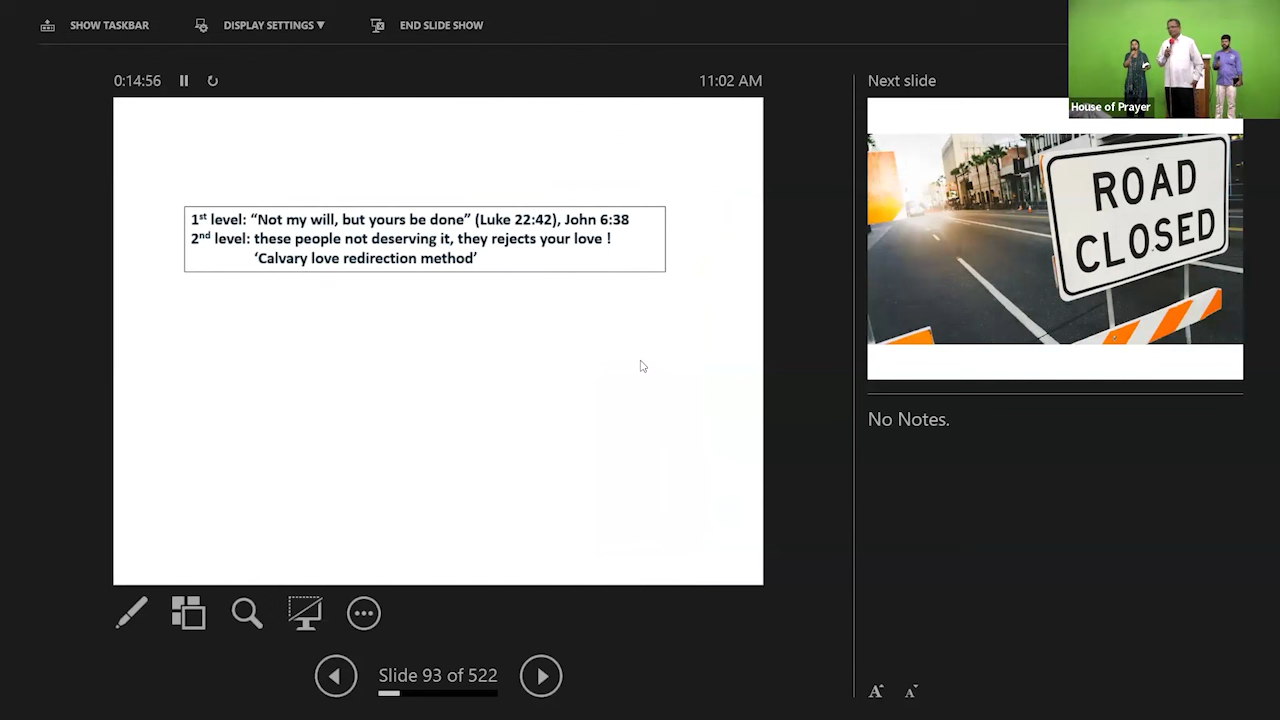 SHOW TASKBAR
DISPLAY SETTINGS ▼
END SLIDE SHOW
0:14:56
11:02 AM
Next slide
House of Prayer
1st level: “Not my will, but yours be done” (Luke 22:42), John 6:38
2nd level: these people not deserving it, they rejects your love !
‘Calvary love redirection method’
ROAD
CLOSED
No Notes.
Slide 93 of 522
A A